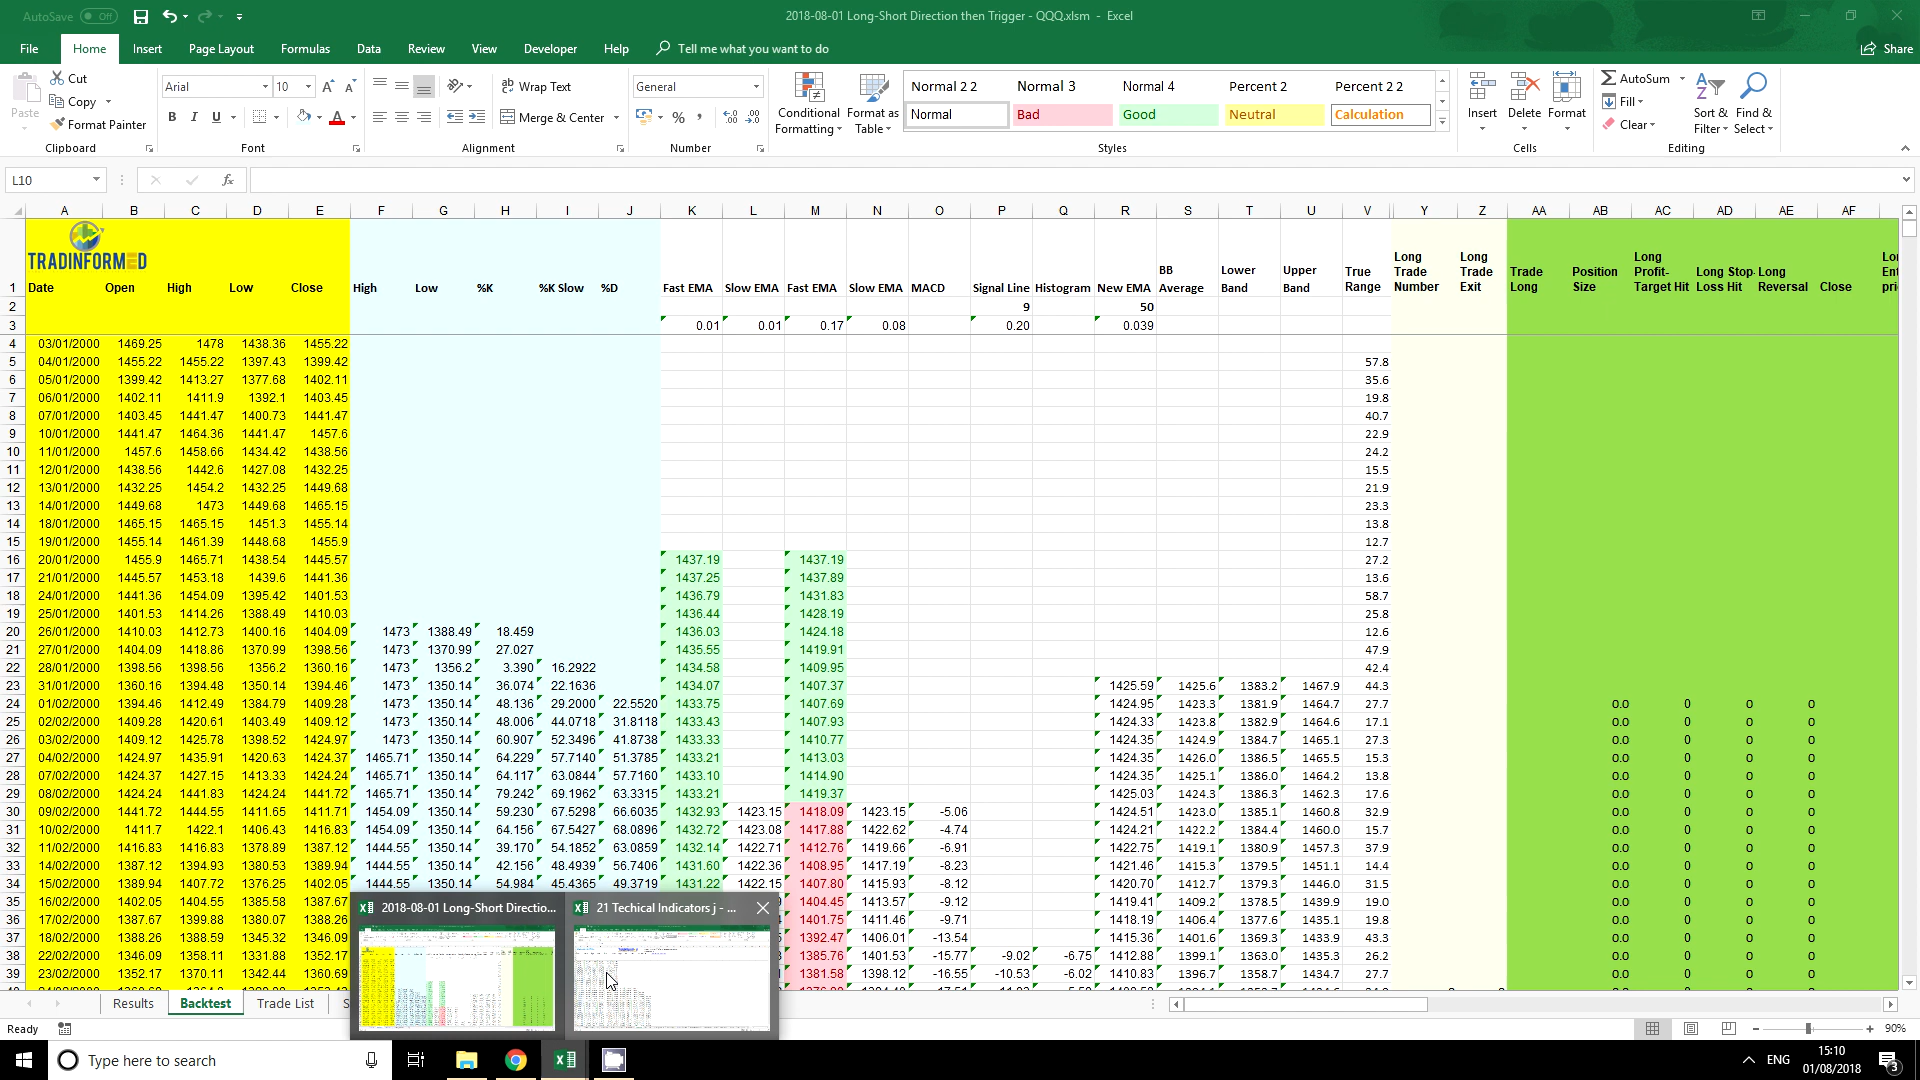 AutoSave Off 2018-08-01 Long-Short Direction then Trigger - QQQ.xlsm - Excel
File Home Insert Page Layout Formulas Data Review View Developer Help Tell me what you want to do Share
Paste Cut Copy Format Painter
Arial 10 General
Wrap Text Merge & Center
Conditional Formatting Format as Table
Normal 2 2 Normal 3 Normal 4 Percent 2 Percent 2 2
Normal Bad Good Neutral Calculation
Insert Delete Format
AutoSum Fill Clear Sort & Filter Find & Select
Clipboard Font Alignment Number Styles Cells Editing
L10
A B C D E F G H I J K L M N O P Q R S T U V Y Z AA AB AC AD AE AF
TRADINFORMED
1 Date Open High Low Close High Low %K %K Slow %D Fast EMA Slow EMA Fast EMA Slow EMA MACD Signal Line Histogram New EMA BB Average Lower Band Upper Band True Range Long Trade Number Long Trade Exit Trade Long Position Size Long Profit-Target Hit Long Stop-Loss Hit Long Reversal Close
2 9 50
3 0.01 0.01 0.17 0.08 0.20 0.039
4 03/01/2000 1469.25 1478 1438.36 1455.22
5 04/01/2000 1455.22 1455.22 1397.43 1399.42 57.8
6 05/01/2000 1399.42 1413.27 1377.68 1402.11 35.6
7 06/01/2000 1402.11 1411.9 1392.1 1403.45 19.8
8 07/01/2000 1403.45 1441.47 1400.73 1441.47 40.7
9 10/01/2000 1441.47 1464.36 1441.47 1457.6 22.9
10 11/01/2000 1457.6 1458.66 1434.42 1438.56 24.2
11 12/01/2000 1438.56 1442.6 1427.08 1432.25 15.5
12 13/01/2000 1432.25 1454.2 1432.25 1449.68 21.9
13 14/01/2000 1449.68 1473 1449.68 1465.15 23.3
14 18/01/2000 1465.15 1465.15 1451.3 1455.14 13.8
15 19/01/2000 1455.14 1461.39 1448.68 1455.9 12.7
16 20/01/2000 1455.9 1465.71 1438.54 1445.57 1437.19 1437.19 27.2
17 21/01/2000 1445.57 1453.18 1439.6 1441.36 1437.25 1437.89 13.6
18 24/01/2000 1441.36 1454.09 1395.42 1401.53 1436.79 1431.83 58.7
19 25/01/2000 1401.53 1414.26 1388.49 1410.03 1436.44 1428.19 25.8
20 26/01/2000 1410.03 1412.73 1400.16 1404.09 1473 1388.49 18.459 1436.03 1424.18 12.6
21 27/01/2000 1404.09 1418.86 1370.99 1398.56 1473 1370.99 27.027 1435.55 1419.91 47.9
22 28/01/2000 1398.56 1398.56 1356.2 1360.16 1473 1356.2 3.390 16.2922 1434.58 1409.95 42.4
23 31/01/2000 1360.16 1394.48 1350.14 1394.46 1473 1350.14 36.074 22.1636 1434.07 1407.37 1425.59 1425.6 1383.2 1467.9 44.3
24 01/02/2000 1394.46 1412.49 1384.79 1409.28 1473 1350.14 48.136 29.2000 22.5520 1433.75 1407.69 1424.95 1423.3 1381.9 1464.7 27.7 0.0 0 0 0
25 02/02/2000 1409.28 1420.61 1403.49 1409.12 1473 1350.14 48.006 44.0718 31.8118 1433.43 1407.93 1424.33 1423.8 1382.9 1464.6 17.1 0.0 0 0 0
26 03/02/2000 1409.12 1425.78 1398.52 1424.97 1473 1350.14 60.907 52.3496 41.8738 1433.33 1410.77 1424.35 1424.9 1384.7 1465.1 27.3 0.0 0 0 0
27 04/02/2000 1424.97 1435.91 1420.63 1424.37 1465.71 1350.14 64.229 57.7140 51.3785 1433.21 1413.03 1424.35 1426.0 1386.5 1465.5 15.3 0.0 0 0 0
28 07/02/2000 1424.37 1427.15 1413.33 1424.24 1465.71 1350.14 64.117 63.0844 57.7160 1433.10 1414.90 1424.35 1425.1 1386.0 1464.2 13.8 0.0 0 0 0
29 08/02/2000 1424.24 1441.83 1424.24 1441.72 1465.71 1350.14 79.242 69.1962 63.3315 1433.21 1419.37 1425.03 1424.3 1386.3 1462.3 17.6 0.0 0 0 0
30 09/02/2000 1441.72 1444.55 1411.65 1411.71 1454.09 1350.14 59.230 67.5298 66.6035 1432.93 1423.15 1418.09 1423.15 -5.06 1424.51 1423.0 1385.1 1460.8 32.9 0.0 0 0 0
31 10/02/2000 1411.7 1422.1 1406.43 1416.83 1454.09 1350.14 64.156 67.5427 68.0896 1432.72 1423.08 1417.88 1422.62 -4.74 1424.21 1422.2 1384.4 1460.0 15.7 0.0 0 0 0
32 11/02/2000 1416.83 1416.83 1378.89 1387.12 1444.55 1350.14 39.170 54.1852 63.0859 1432.14 1422.71 1412.76 1419.66 -6.91 1422.75 1419.1 1380.9 1457.3 37.9 0.0 0 0 0
33 14/02/2000 1387.12 1394.93 1380.53 1389.94 1444.55 1350.14 42.156 48.4939 56.7406 1431.60 1422.36 1408.95 1417.19 -8.23 1421.46 1415.3 1379.5 1451.1 14.4 0.0 0 0 0
34 15/02/2000 1389.94 1407.72 1376.25 1402.05 1444.55 1350.14 54.984 45.4365 49.3719 1431.22 1422.15 1407.80 1415.93 -8.12 1420.70 1412.7 1379.3 1446.0 31.5 0.0 0 0 0
35 16/02/2000 1402.05 1404.55 1385.58 1387.67 1404.45 1413.57 -9.12 1419.41 1409.2 1378.5 1439.9 19.0 0.0 0 0 0
36 17/02/2000 1387.67 1399.88 1380.07 1388.26 1401.75 1411.46 -9.71 1418.19 1406.4 1377.6 1435.1 19.8 0.0 0 0 0
37 18/02/2000 1388.26 1388.59 1345.32 1346.09 1392.47 1406.01 -13.54 1415.36 1401.6 1369.3 1433.9 43.3 0.0 0 0 0
38 22/02/2000 1346.09 1358.11 1331.88 1352.17 1385.76 1401.53 -15.77 -9.02 -6.75 1412.88 1399.1 1363.0 1435.3 26.2 0.0 0 0 0
39 23/02/2000 1352.17 1370.11 1342.44 1360.69 1381.58 1398.12 -16.55 -10.53 -6.02 1410.83 1396.7 1358.7 1434.7 27.7 0.0 0 0 0
2018-08-01 Long-Short Directio... 21 Techical Indicators j - ...
Results Backtest Trade List S
Ready 90%
Type here to search ENG 15:10 01/08/2018 3